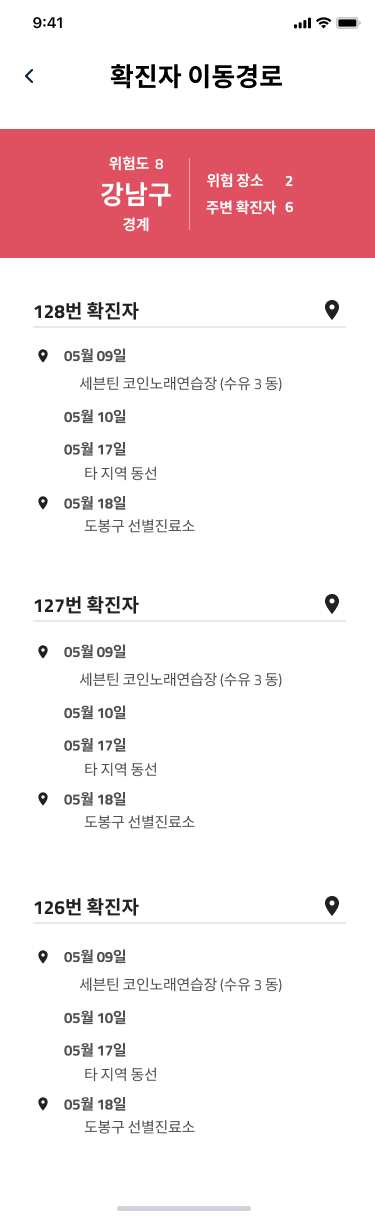 9:41
확진자 이동경로
위험도 8
강남구
경계
위험 장소 2
주변 확진자 6
128번 확진자
05월 09일
세븐틴 코인노래연습장 (수유 3 동)
05월 10일
05월 17일
타 지역 동선
05월 18일
도봉구 선별진료소
127번 확진자
05월 09일
세븐틴 코인노래연습장 (수유 3 동)
05월 10일
05월 17일
타 지역 동선
05월 18일
도봉구 선별진료소
126번 확진자
05월 09일
세븐틴 코인노래연습장 (수유 3 동)
05월 10일
05월 17일
타 지역 동선
05월 18일
도봉구 선별진료소